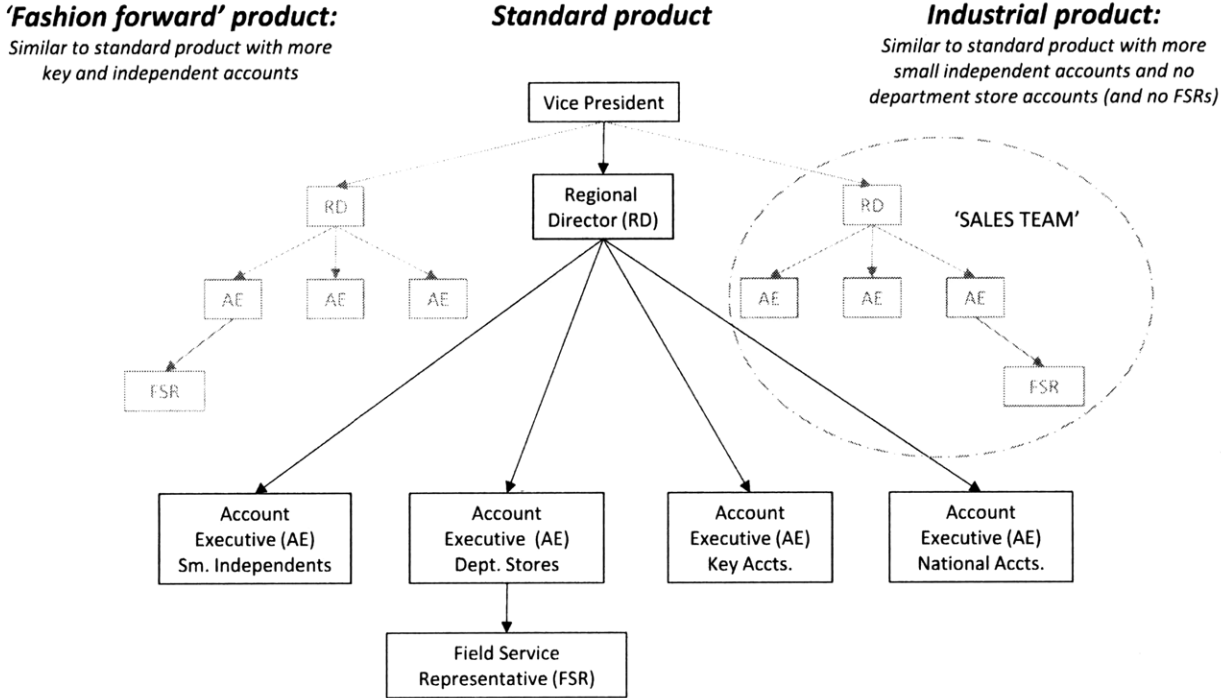 'Fashion forward' product:
Similar to standard product with more
key and independent accounts
Standard product
Industrial product:
Similar to standard product with more
small independent accounts and no
department store accounts (and no FSRs)
Vice President
RD
Regional
Director (RD)
RD
'SALES TEAM'
AE
AE
AE
AE
AE
AE
FSR
FSR
Account
Executive (AE)
Sm. Independents
Account
Executive (AE)
Dept. Stores
Account
Executive (AE)
Key Accts.
Account
Executive (AE)
National Accts.
Field Service
Representative (FSR)